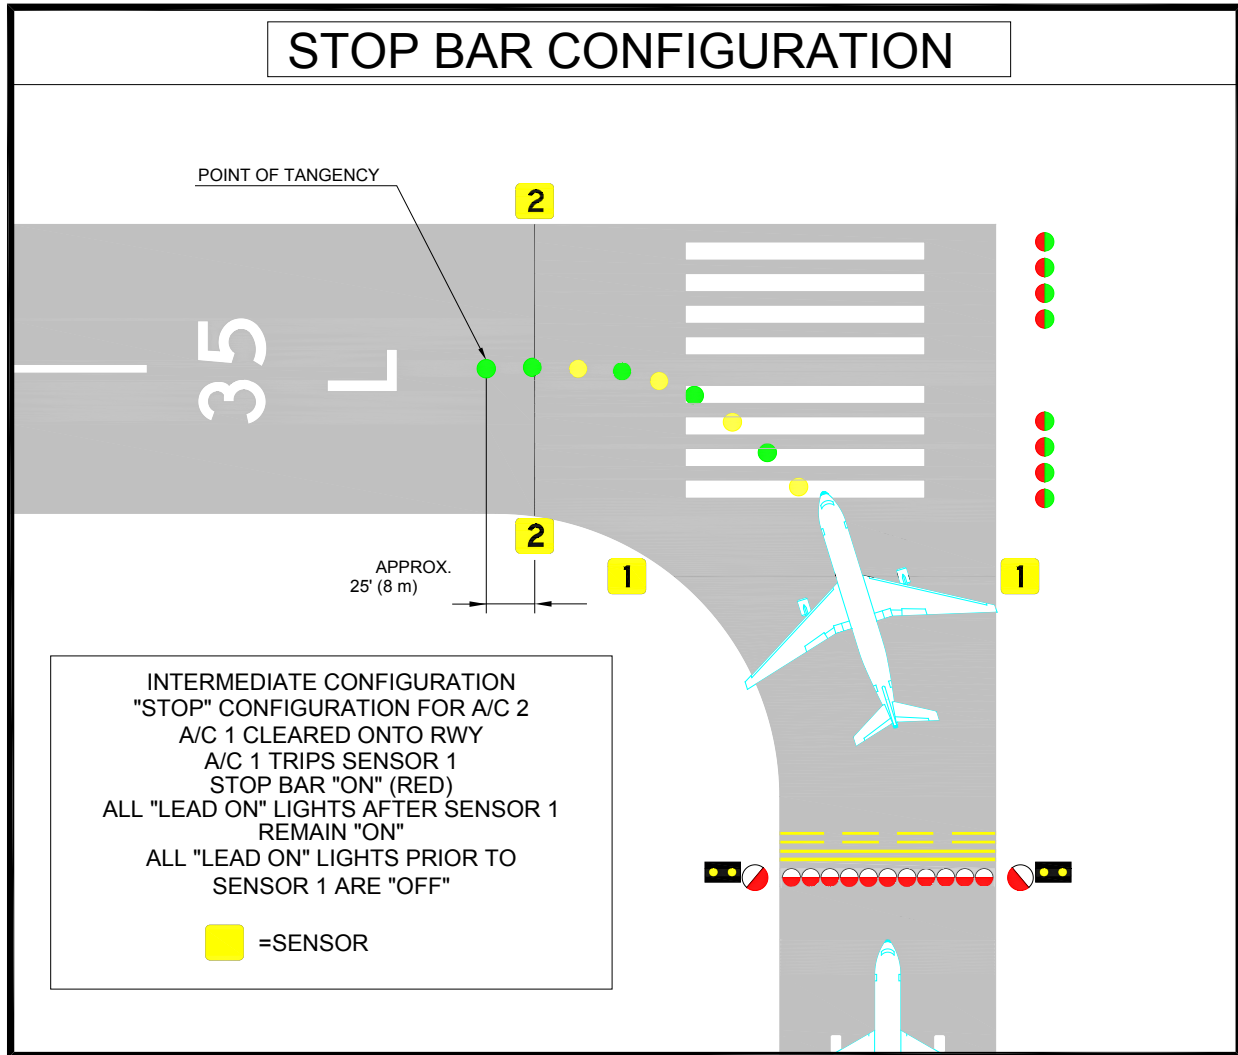 STOP BAR CONFIGURATION
POINT OF TANGENCY
2
35
L
2
APPROX.
25' (8 m)
1
1
INTERMEDIATE CONFIGURATION
"STOP" CONFIGURATION FOR A/C 2
A/C 1 CLEARED ONTO RWY
A/C 1 TRIPS SENSOR 1
STOP BAR "ON" (RED)
ALL "LEAD ON" LIGHTS AFTER SENSOR 1
REMAIN "ON"
ALL "LEAD ON" LIGHTS PRIOR TO
SENSOR 1 ARE "OFF"
=SENSOR